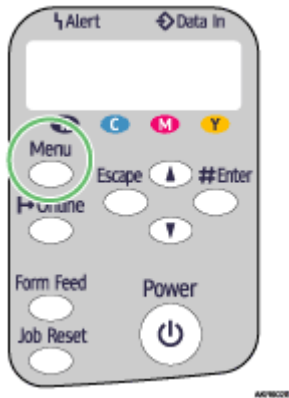 Alert Data In
C M Y
Menu
Escape #Enter
Online
Form Feed Power
Job Reset